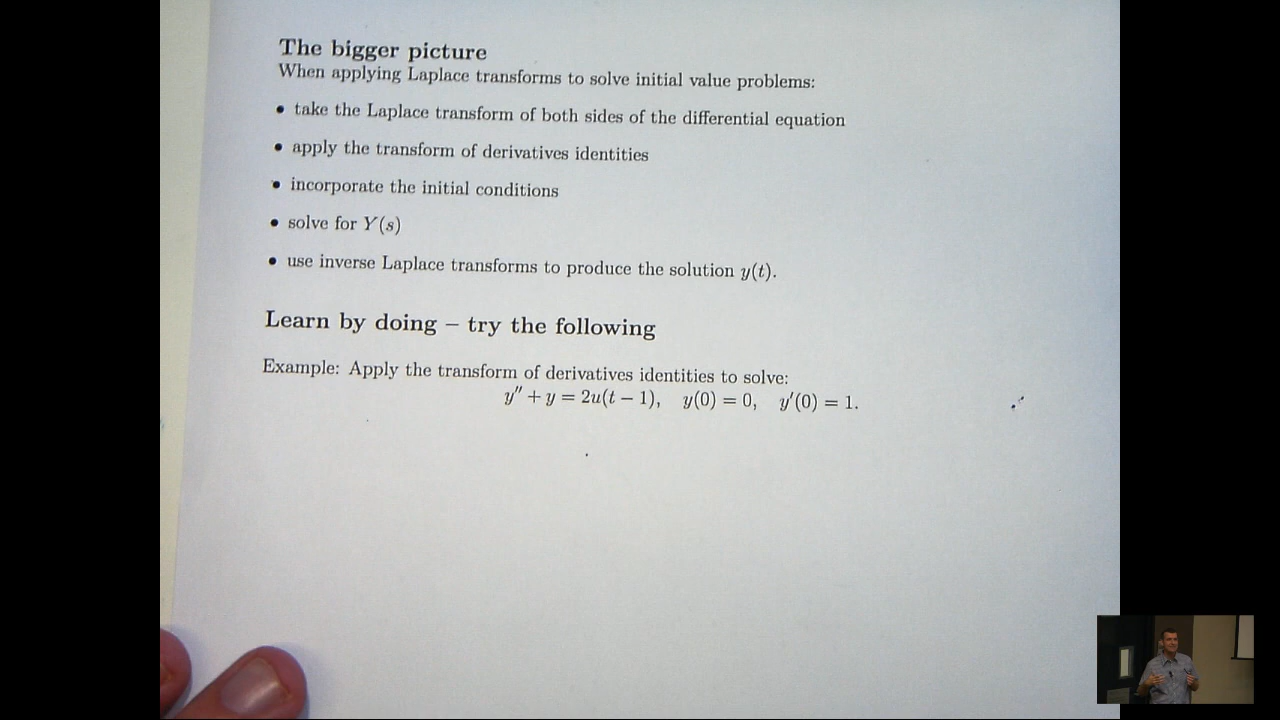 The bigger picture
When applying Laplace transforms to solve initial value problems:
• take the Laplace transform of both sides of the differential equation
• apply the transform of derivatives identities
• incorporate the initial conditions
• solve for Y(s)
• use inverse Laplace transforms to produce the solution y(t).
Learn by doing – try the following
Example: Apply the transform of derivatives identities to solve:
y″ + y = 2u(t − 1), y(0) = 0, y′(0) = 1.